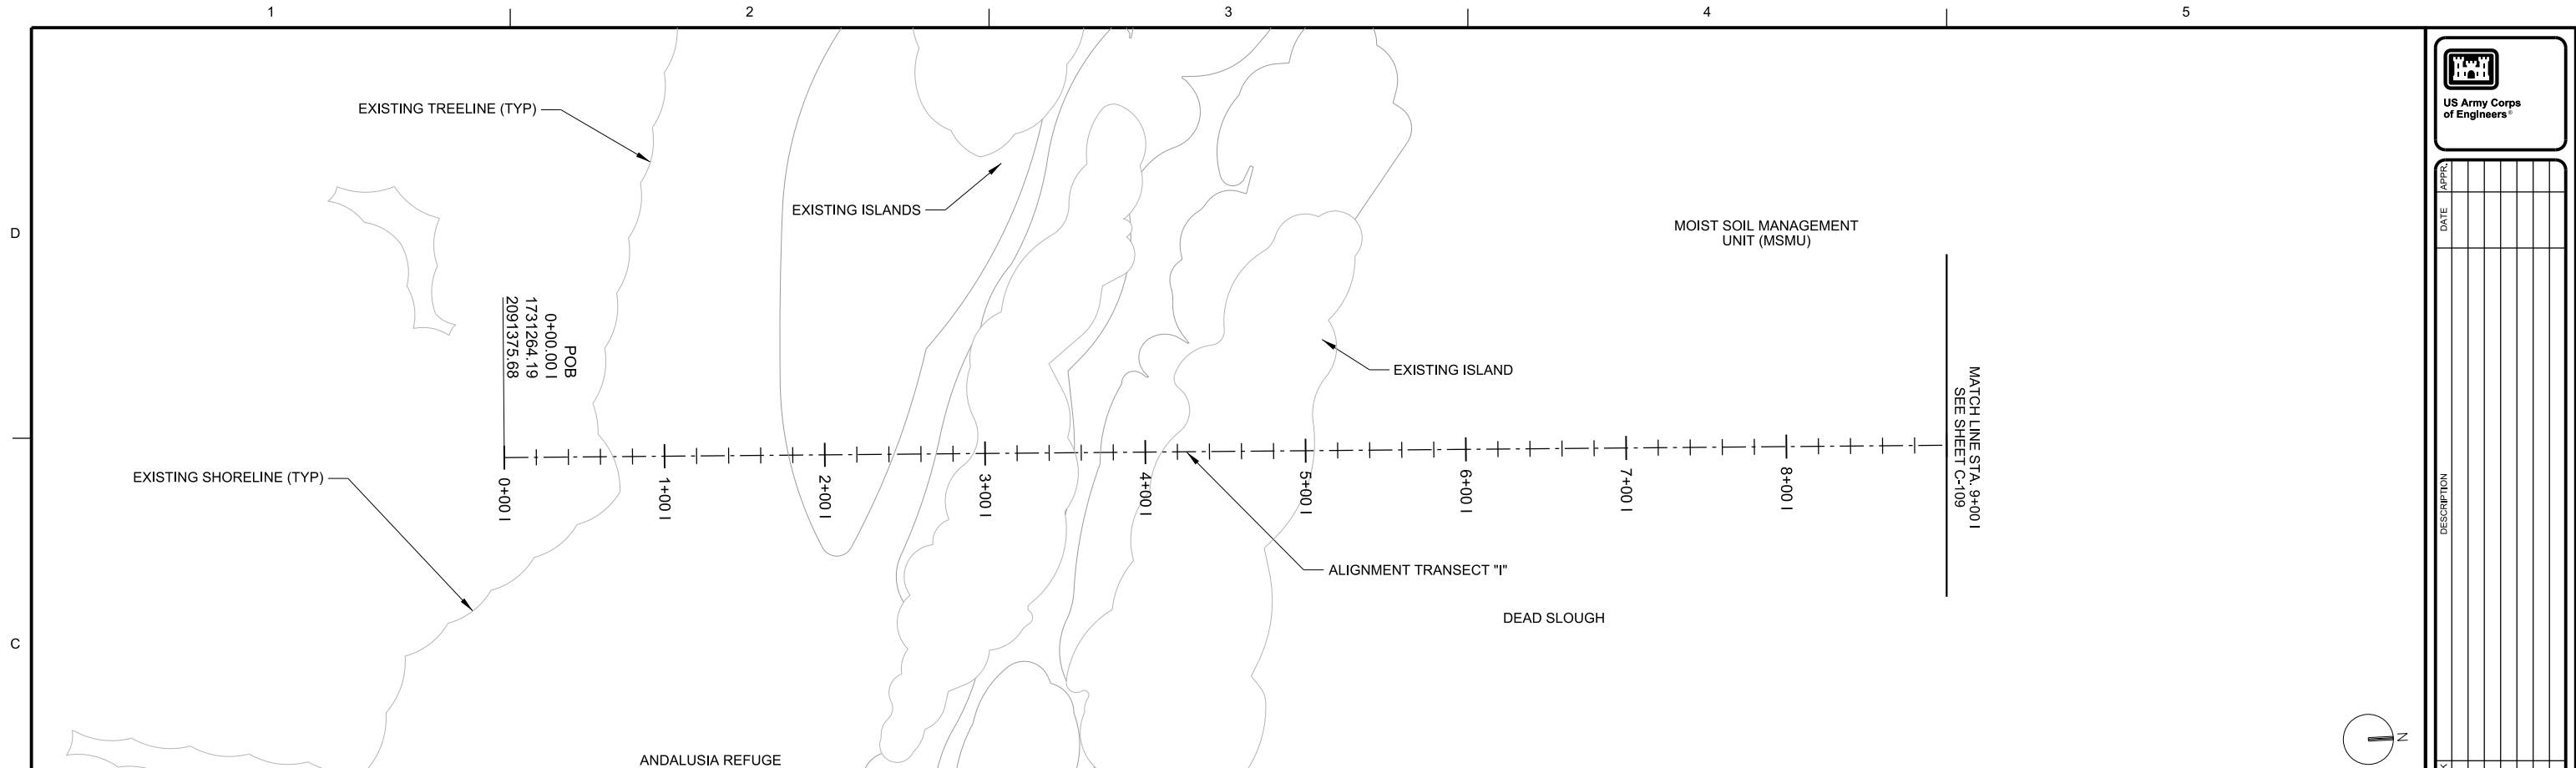 1
2
3
4
5
US Army Corps
of Engineers®
EXISTING TREELINE (TYP)
APPR.
DATE
EXISTING ISLANDS
D
MOIST SOIL MANAGEMENT
UNIT (MSMU)
POB
0+00.00 I
1731264.19
2091375.68
EXISTING ISLAND
MATCH LINE STA. 9+00 I
SEE SHEET C-109
EXISTING SHORELINE (TYP)
0+00 I
1+00 I
2+00 I
3+00 I
4+00 I
5+00 I
6+00 I
7+00 I
8+00 I
DESCRIPTION
ALIGNMENT TRANSECT "I"
DEAD SLOUGH
C
N
ANDALUSIA REFUGE